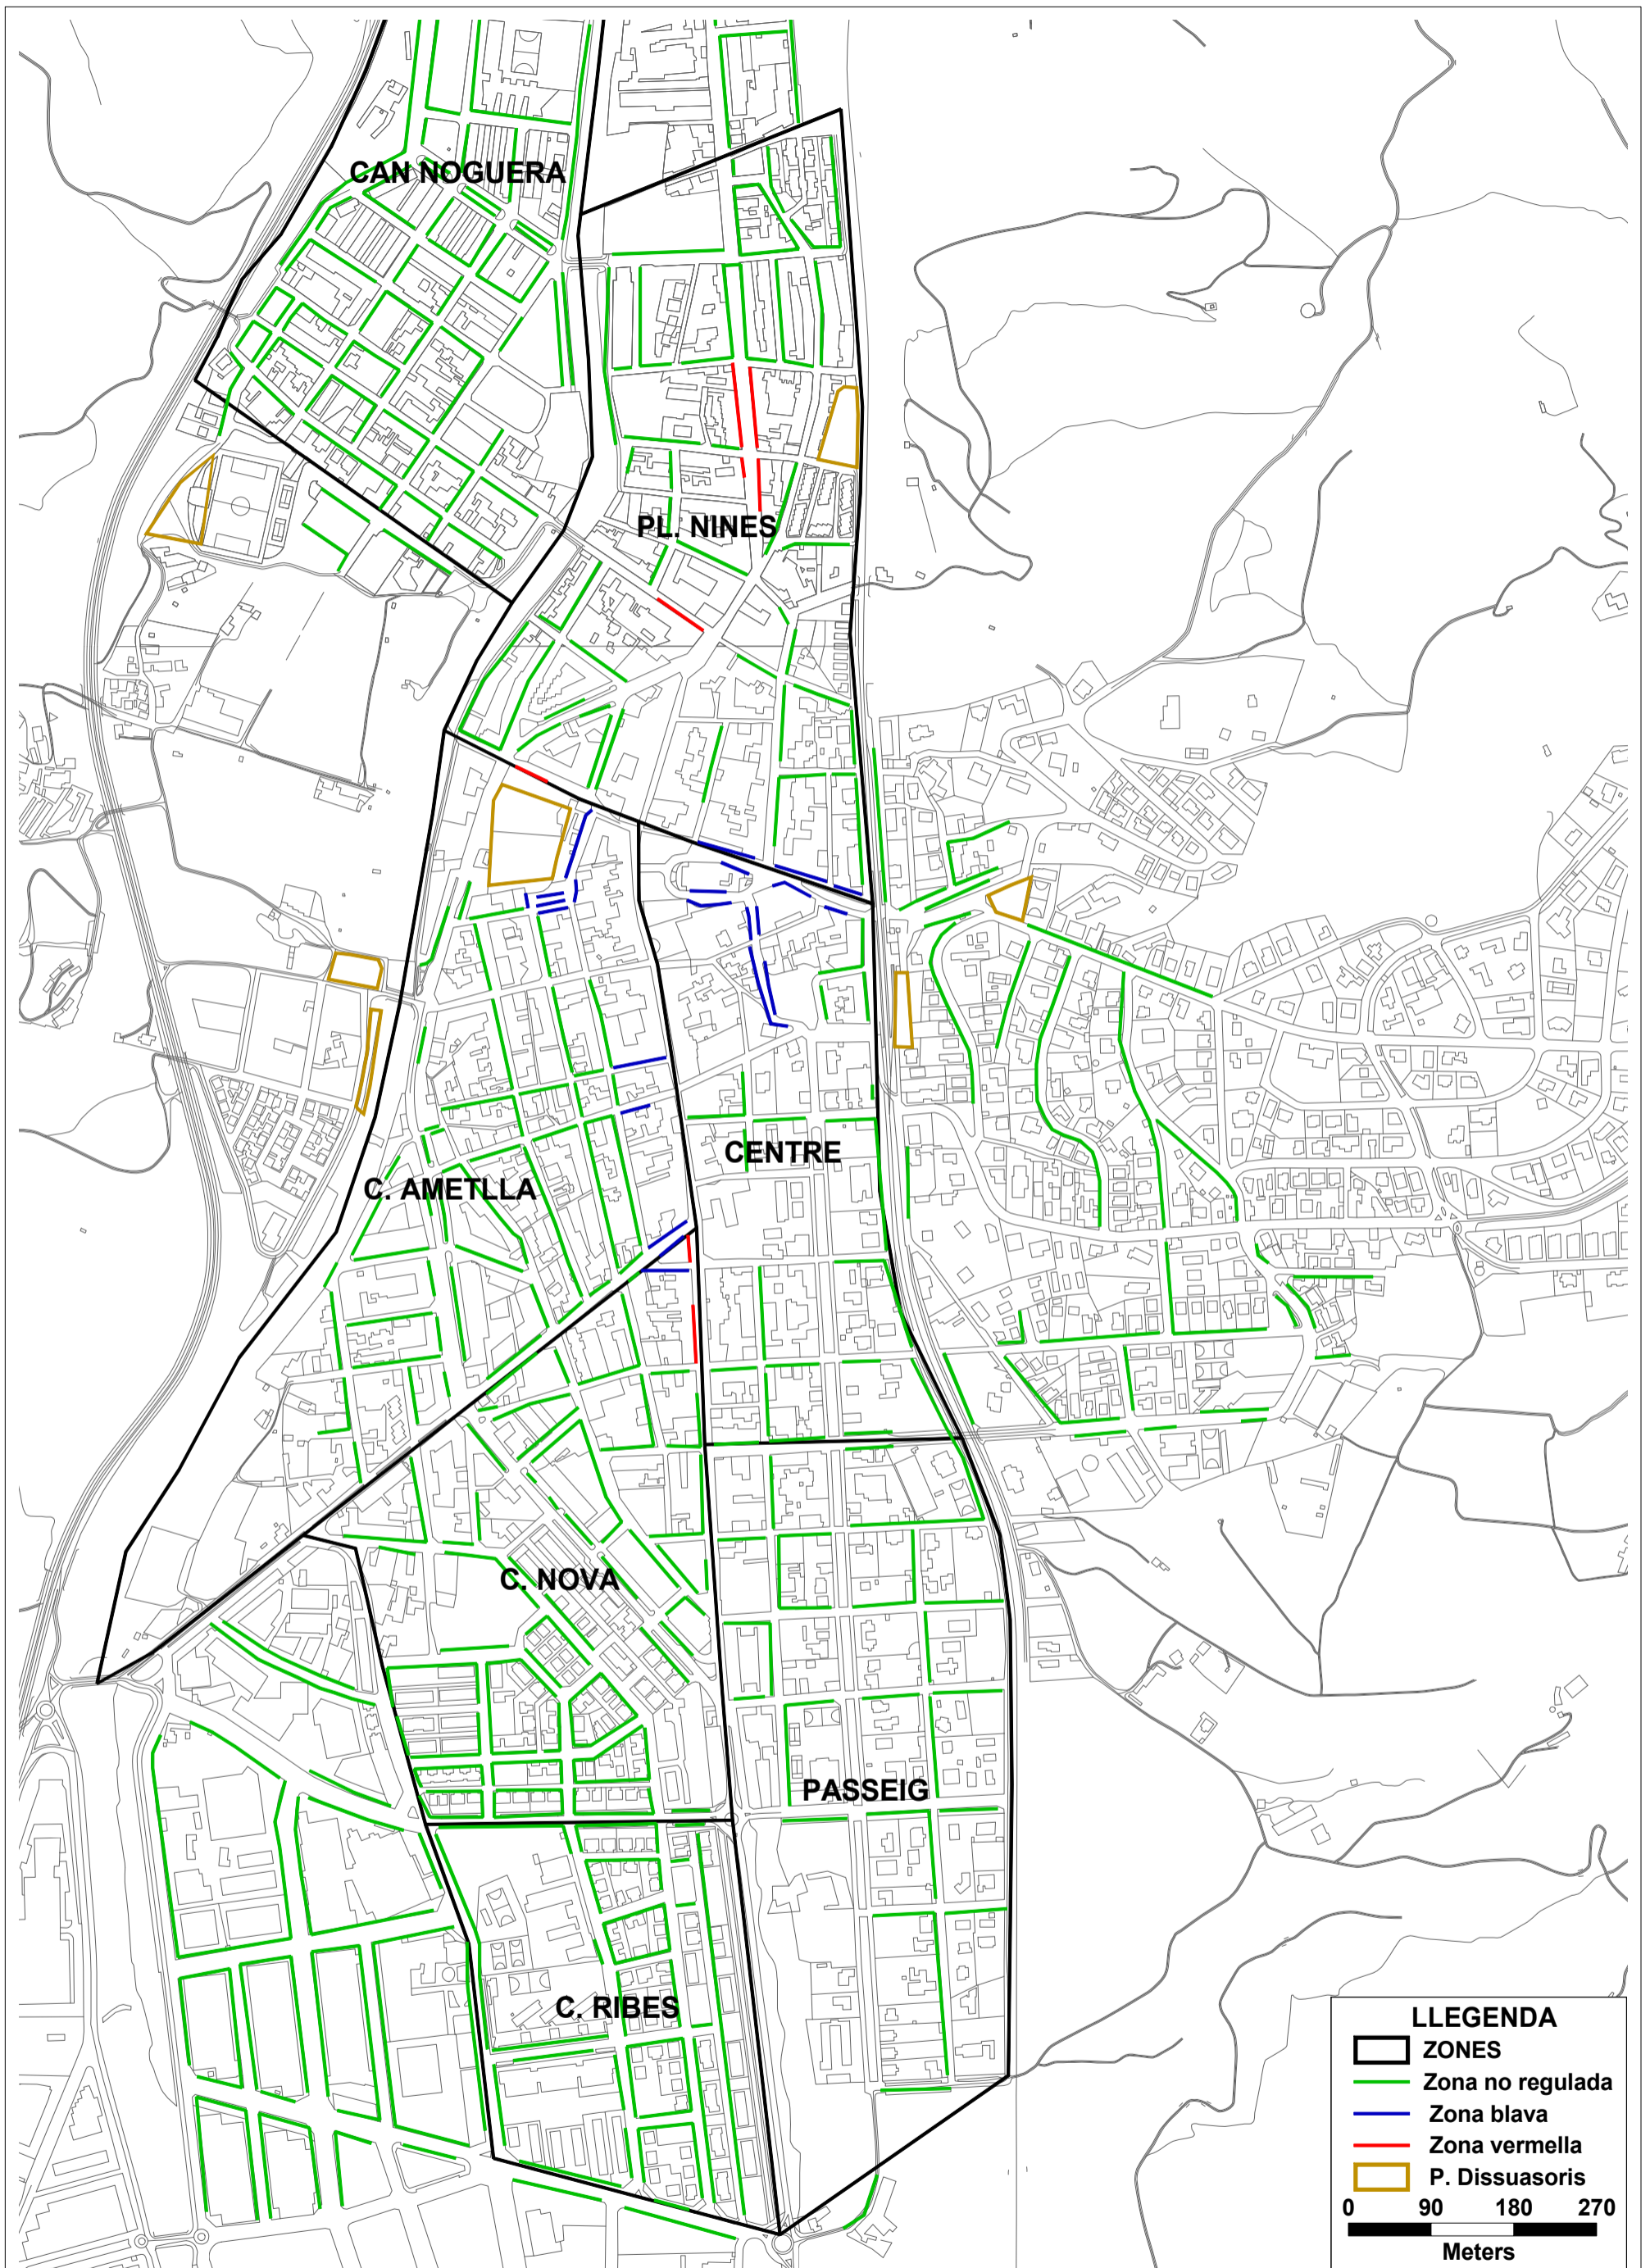 CAN NOGUERA
PL. NINES
CENTRE
C. AMETLLA
C. NOVA
PASSEIG
C. RIBES
LLEGENDA
ZONES
Zona no regulada
Zona blava
Zona vermella
P. Dissuasoris
0 90 180 270
Meters